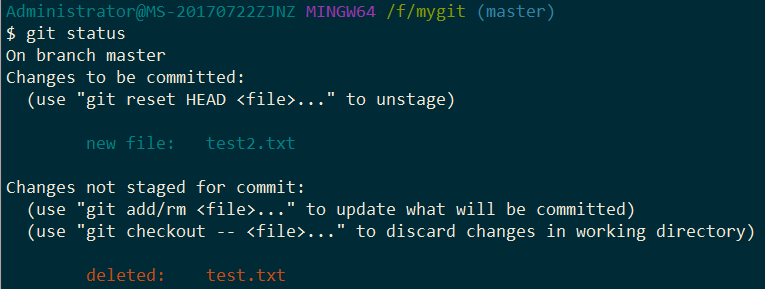 Administrator@MS-20170722ZJNZ MINGW64 /f/mygit (master)
$ git status
On branch master
Changes to be committed:
  (use "git reset HEAD <file>..." to unstage)

        new file:   test2.txt

Changes not staged for commit:
  (use "git add/rm <file>..." to update what will be committed)
  (use "git checkout -- <file>..." to discard changes in working directory)

        deleted:    test.txt